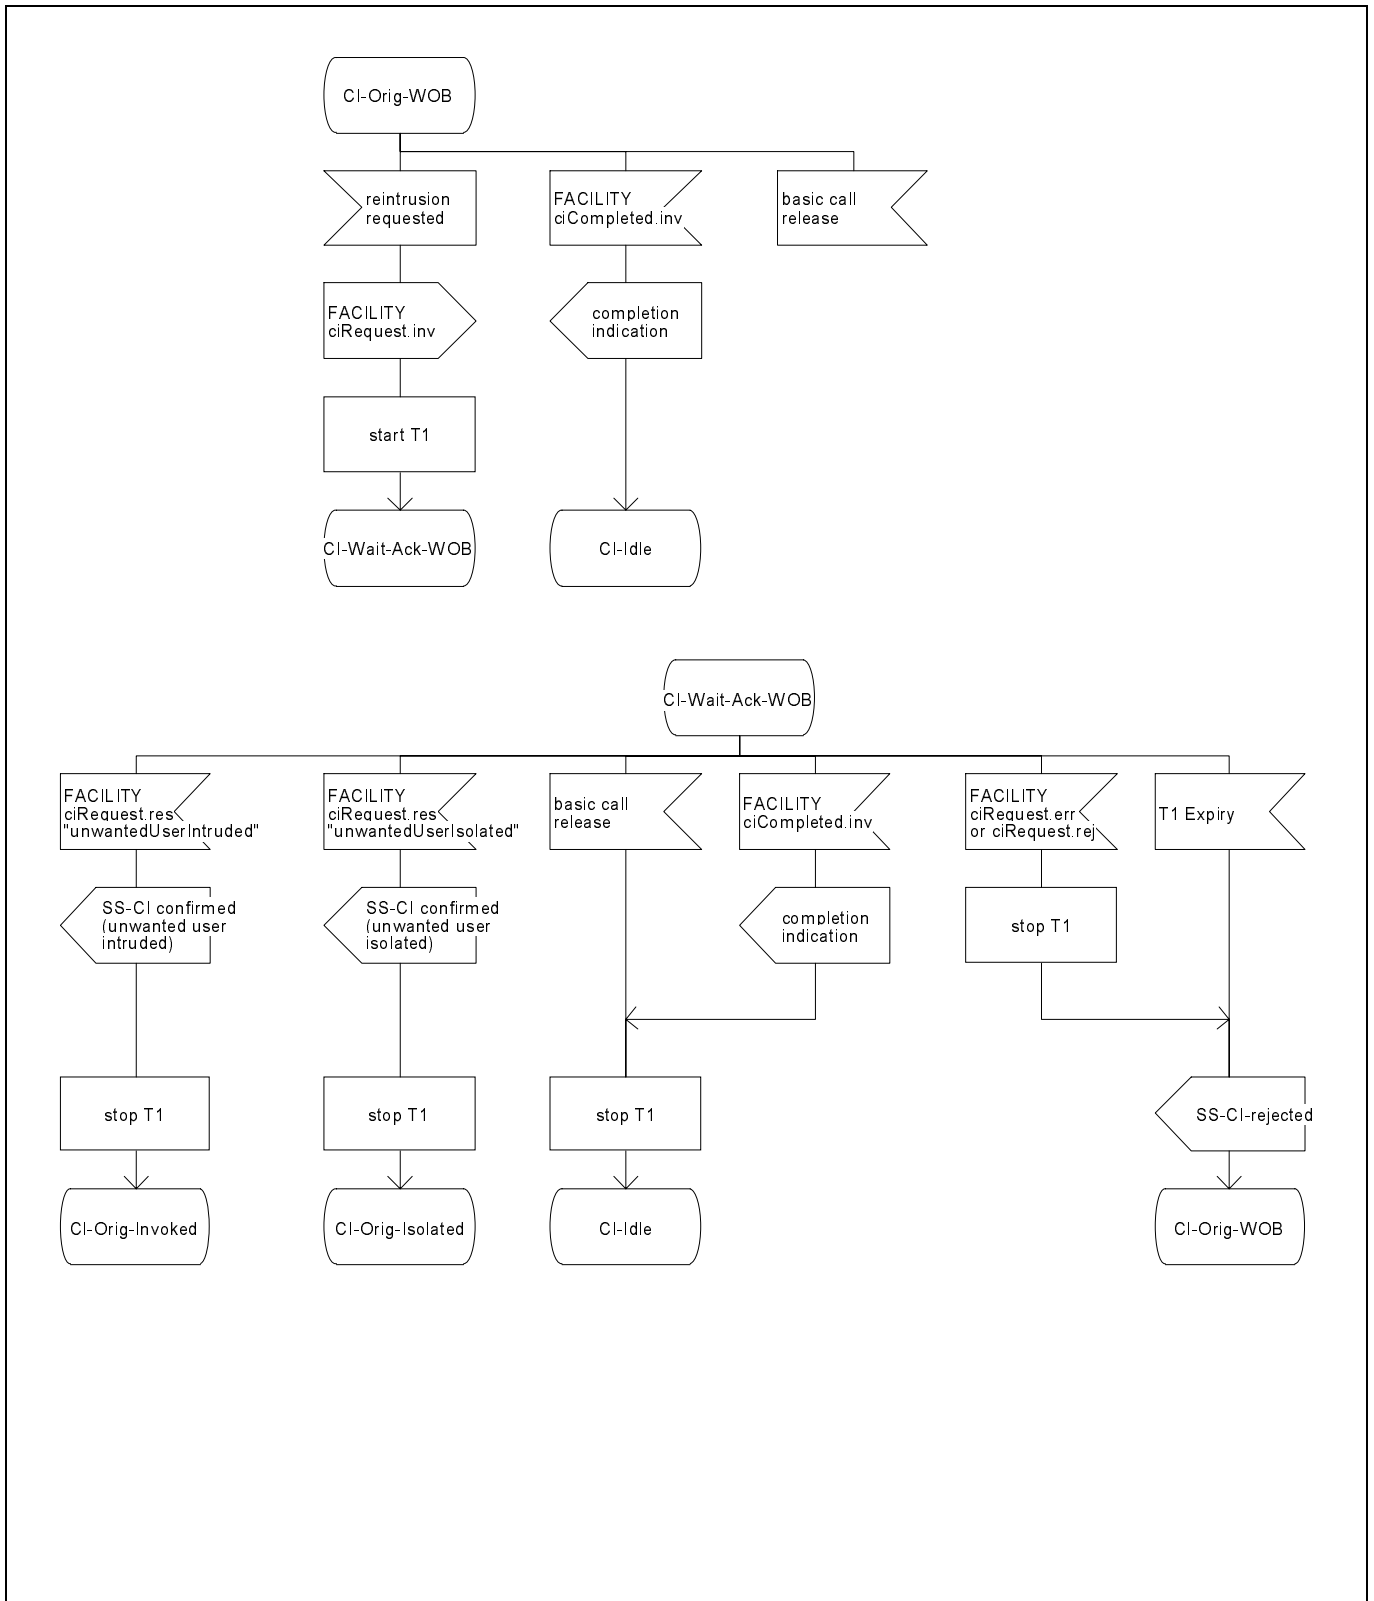 CI-Orig-WOB
reintrusion
requested
FACILITY
ciCompleted.inv
basic call
release
FACILITY
ciRequest.inv
completion
indication
start T1
CI-Wait-Ack-WOB
CI-Idle
CI-Wait-Ack-WOB
FACILITY
ciRequest.res
"unwantedUserIntruded"
FACILITY
ciRequest.res
"unwantedUserIsolated"
basic call
release
FACILITY
ciCompleted.inv
FACILITY
ciRequest.err
or ciRequest.rej
T1 Expiry
SS-CI confirmed
(unwanted user
intruded)
SS-CI confirmed
(unwanted user
isolated)
completion
indication
stop T1
stop T1
stop T1
stop T1
SS-CI-rejected
CI-Orig-Invoked
CI-Orig-Isolated
CI-Idle
CI-Orig-WOB